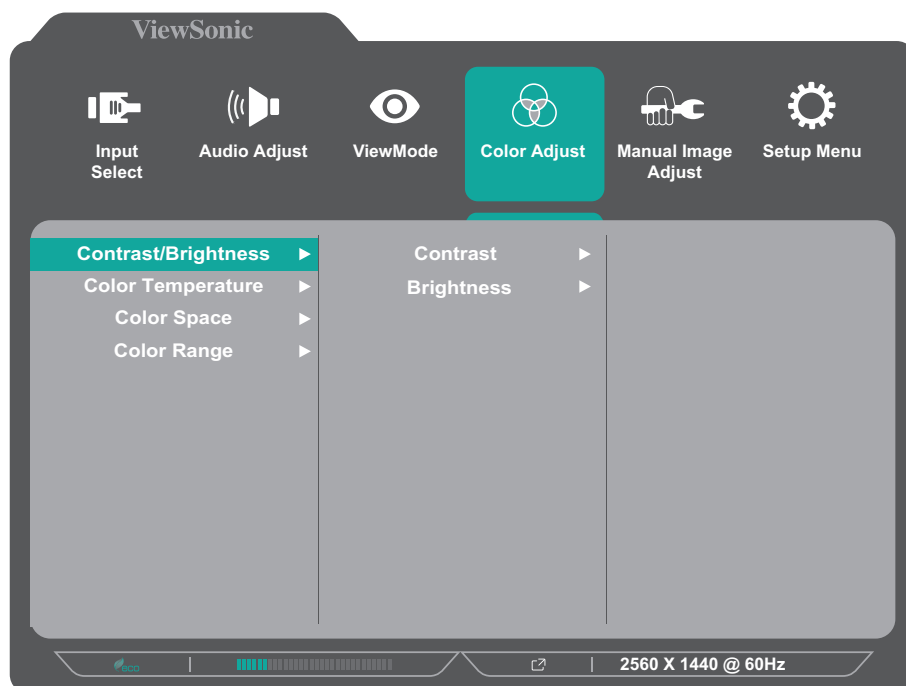 ViewSonic
Input Select
Audio Adjust
ViewMode
Color Adjust
Manual Image Adjust
Setup Menu
Contrast/Brightness
Color Temperature
Color Space
Color Range
Contrast
Brightness
eco
2560 X 1440 @ 60Hz